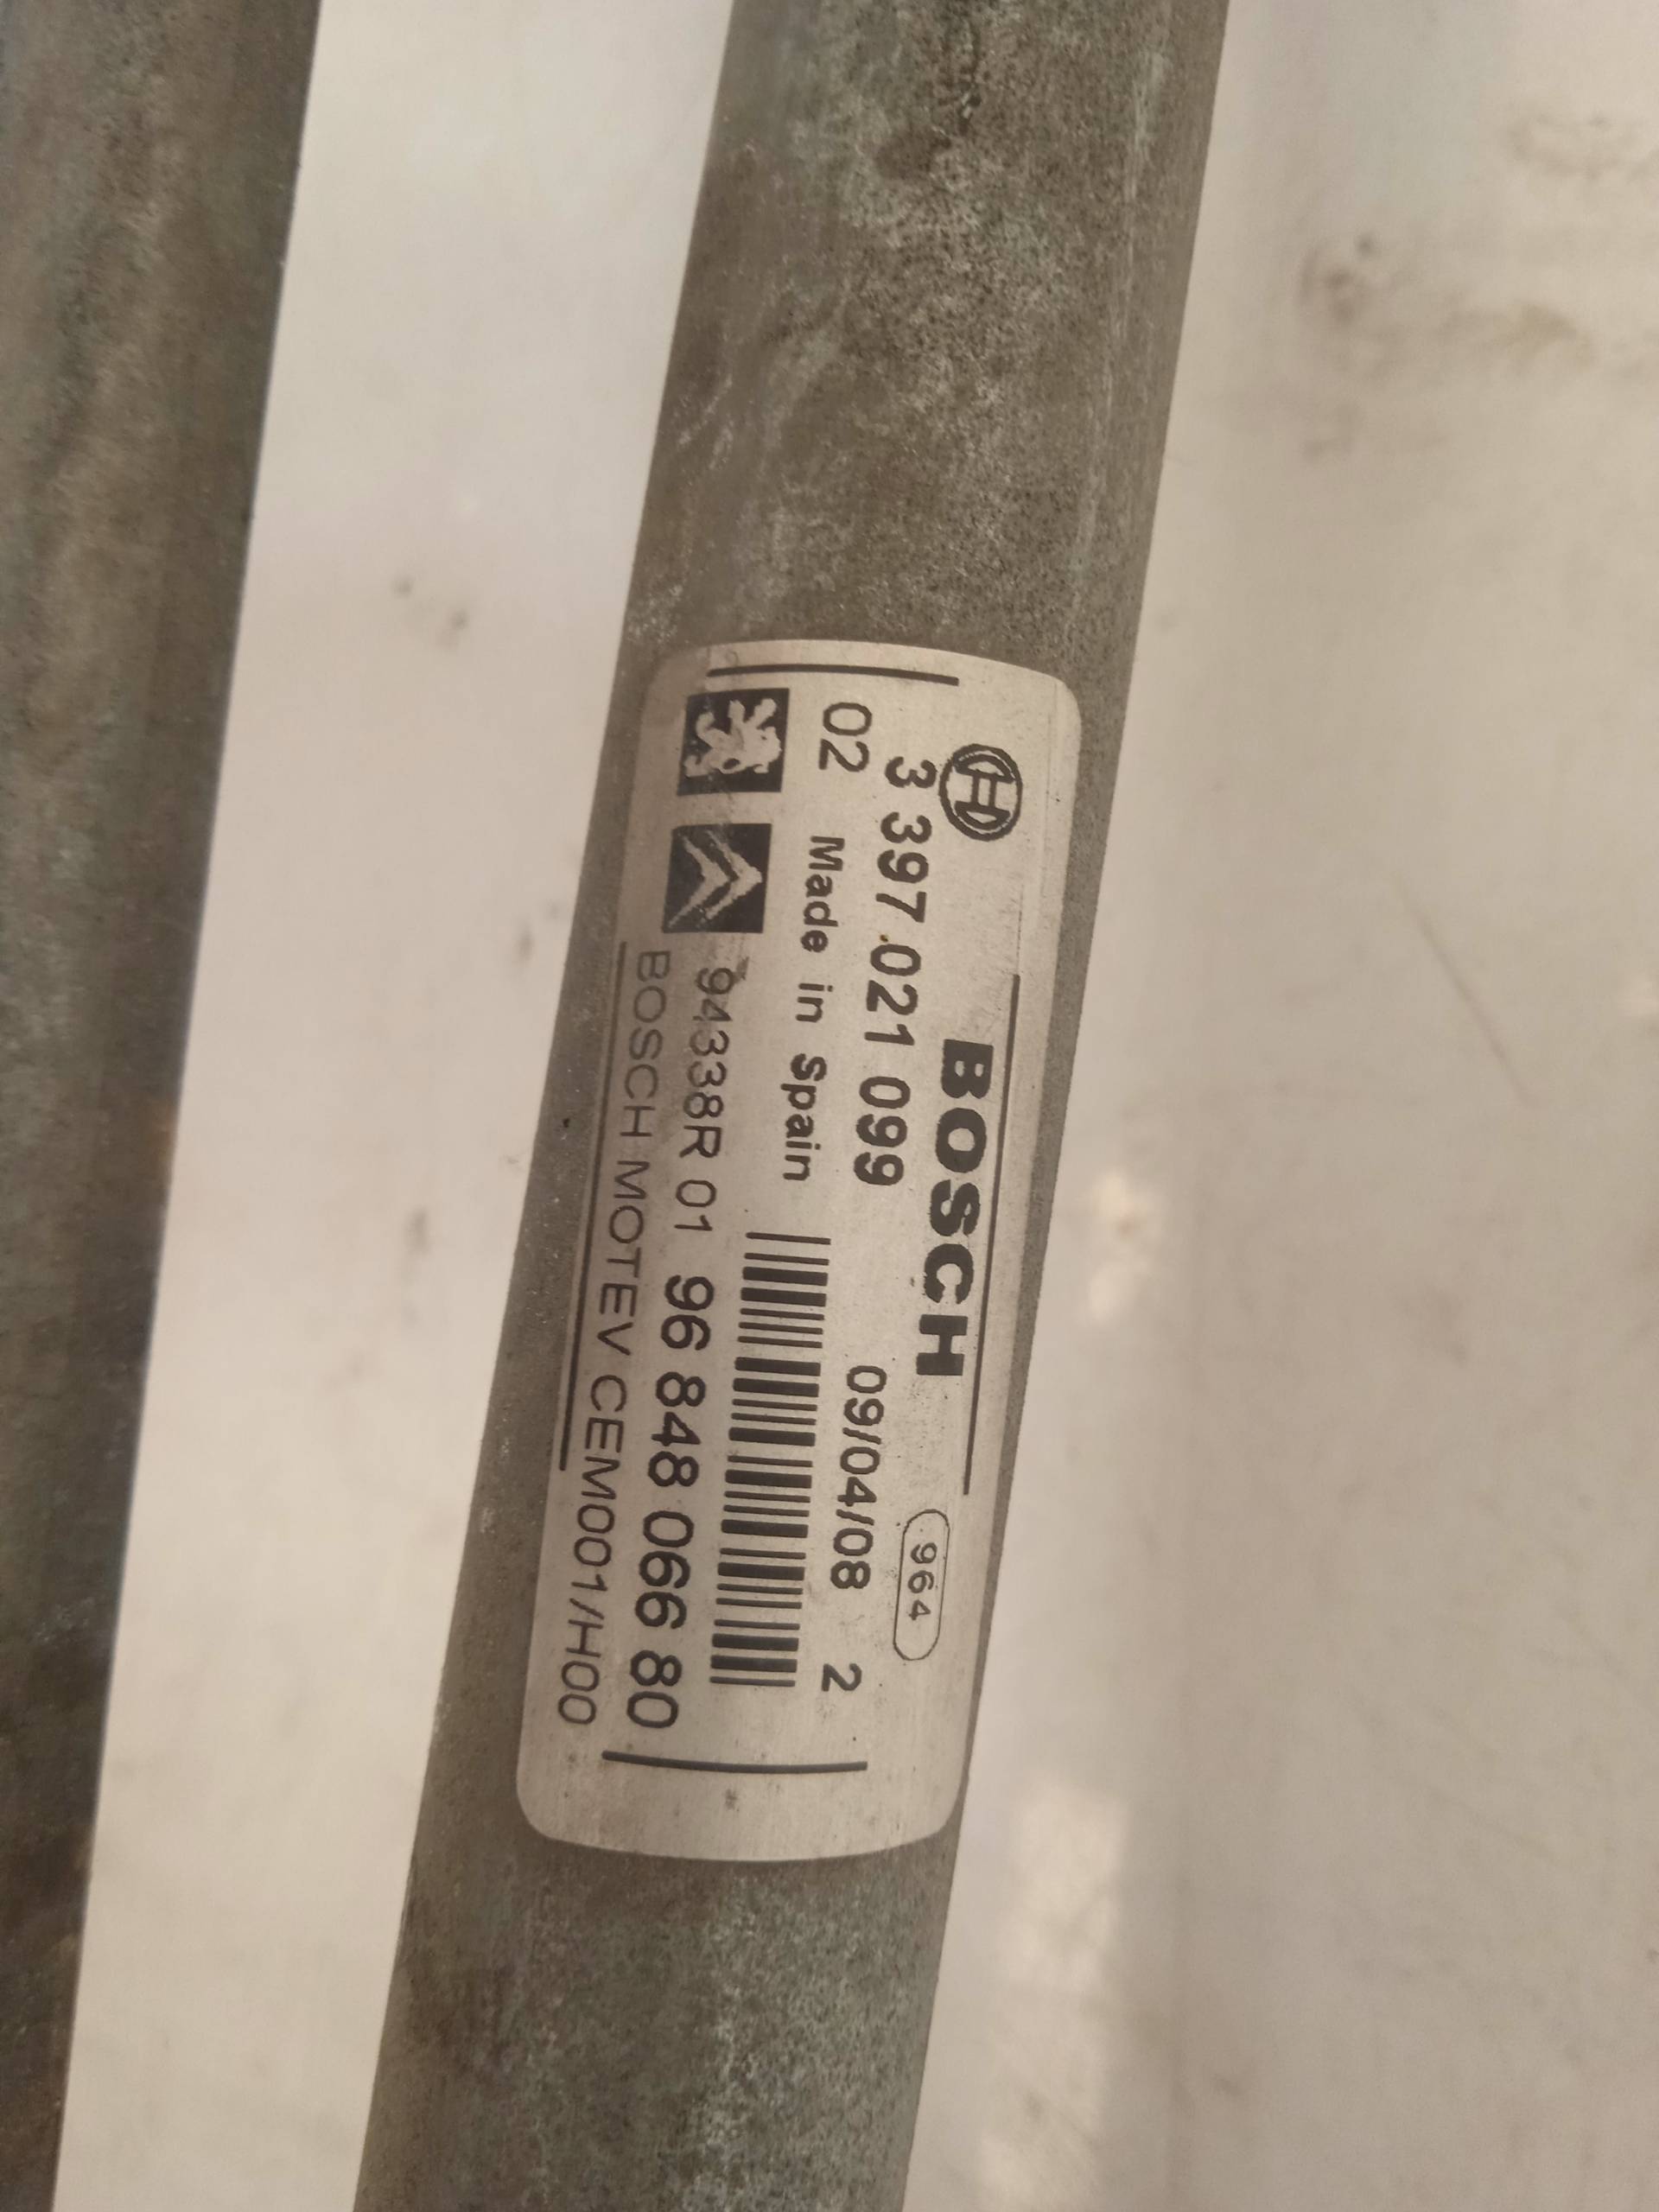 BOSCH 964
3 397 021 099 09/04/08 2
02 Made in Spain
94338R 01 96 848 066 80
BOSCH MOTEV CEM001/H00